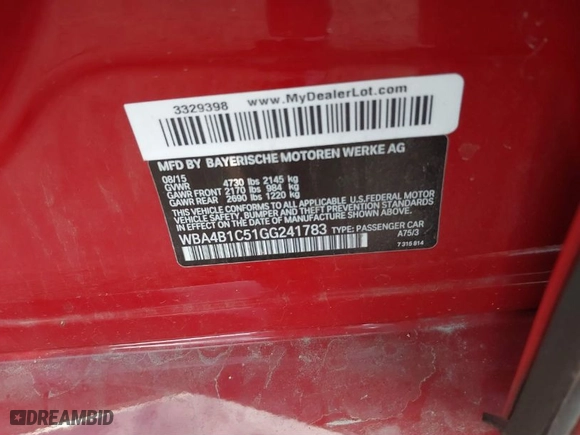 3329398 www.MyDealerLot.com
MFD BY BAYERISCHE MOTOREN WERKE AG
08/15
GVWR 4730 lbs 2145 kg
GAWR FRONT 2170 lbs 984 kg
GAWR REAR 2690 lbs 1220 kg
THIS VEHICLE CONFORMS TO ALL APPLICABLE U.S.FEDERAL MOTOR
VEHICLE SAFETY, BUMPER, AND THEFT PREVENTION STANDARDS
IN EFFECT ON THE DATE OF MANUFACTURE SHOWN ABOVE.
WBA4B1C51GG241783 TYPE: PASSENGER CAR
A75/3
7 316 614
DREAMBID